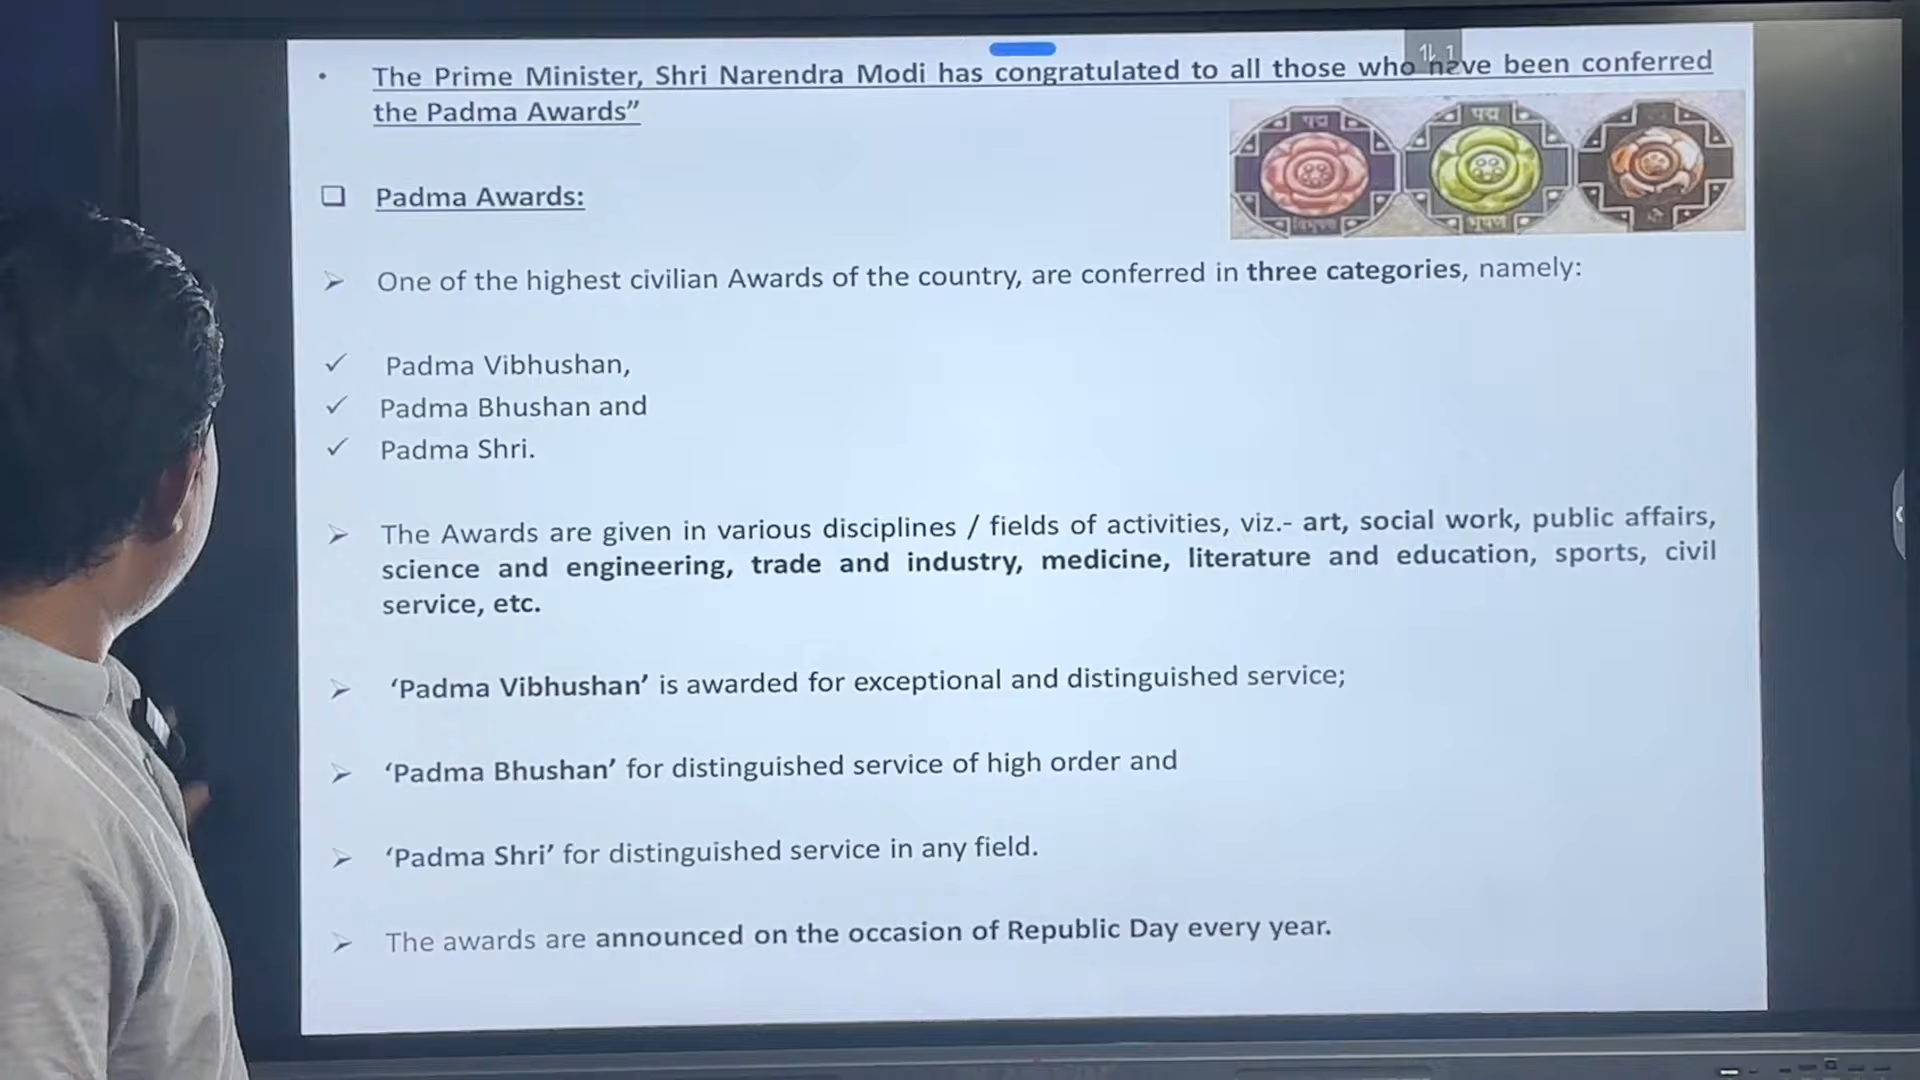 The Prime Minister, Shri Narendra Modi has congratulated to all those who have been conferred
the Padma Awards”
Padma Awards:
One of the highest civilian Awards of the country, are conferred in three categories, namely:
Padma Vibhushan,
Padma Bhushan and
Padma Shri.
The Awards are given in various disciplines / fields of activities, viz.- art, social work, public affairs,
science and engineering, trade and industry, medicine, literature and education, sports, civil
service, etc.
‘Padma Vibhushan’ is awarded for exceptional and distinguished service;
‘Padma Bhushan’ for distinguished service of high order and
‘Padma Shri’ for distinguished service in any field.
The awards are announced on the occasion of Republic Day every year.
पद्म
पद्म
भूषण